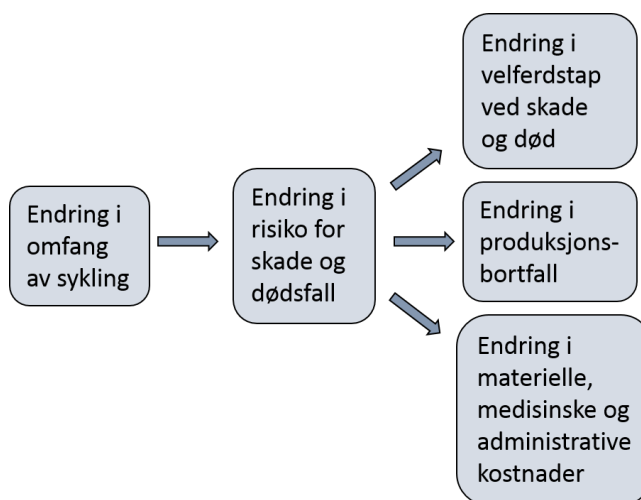 Endring i
omfang
av sykling
Endring i
risiko for
skade og
dødsfall
Endring i
velferdstap
ved skade
og død
Endring i
produksjons-
bortfall
Endring i
materielle,
medisinske og
administrative
kostnader